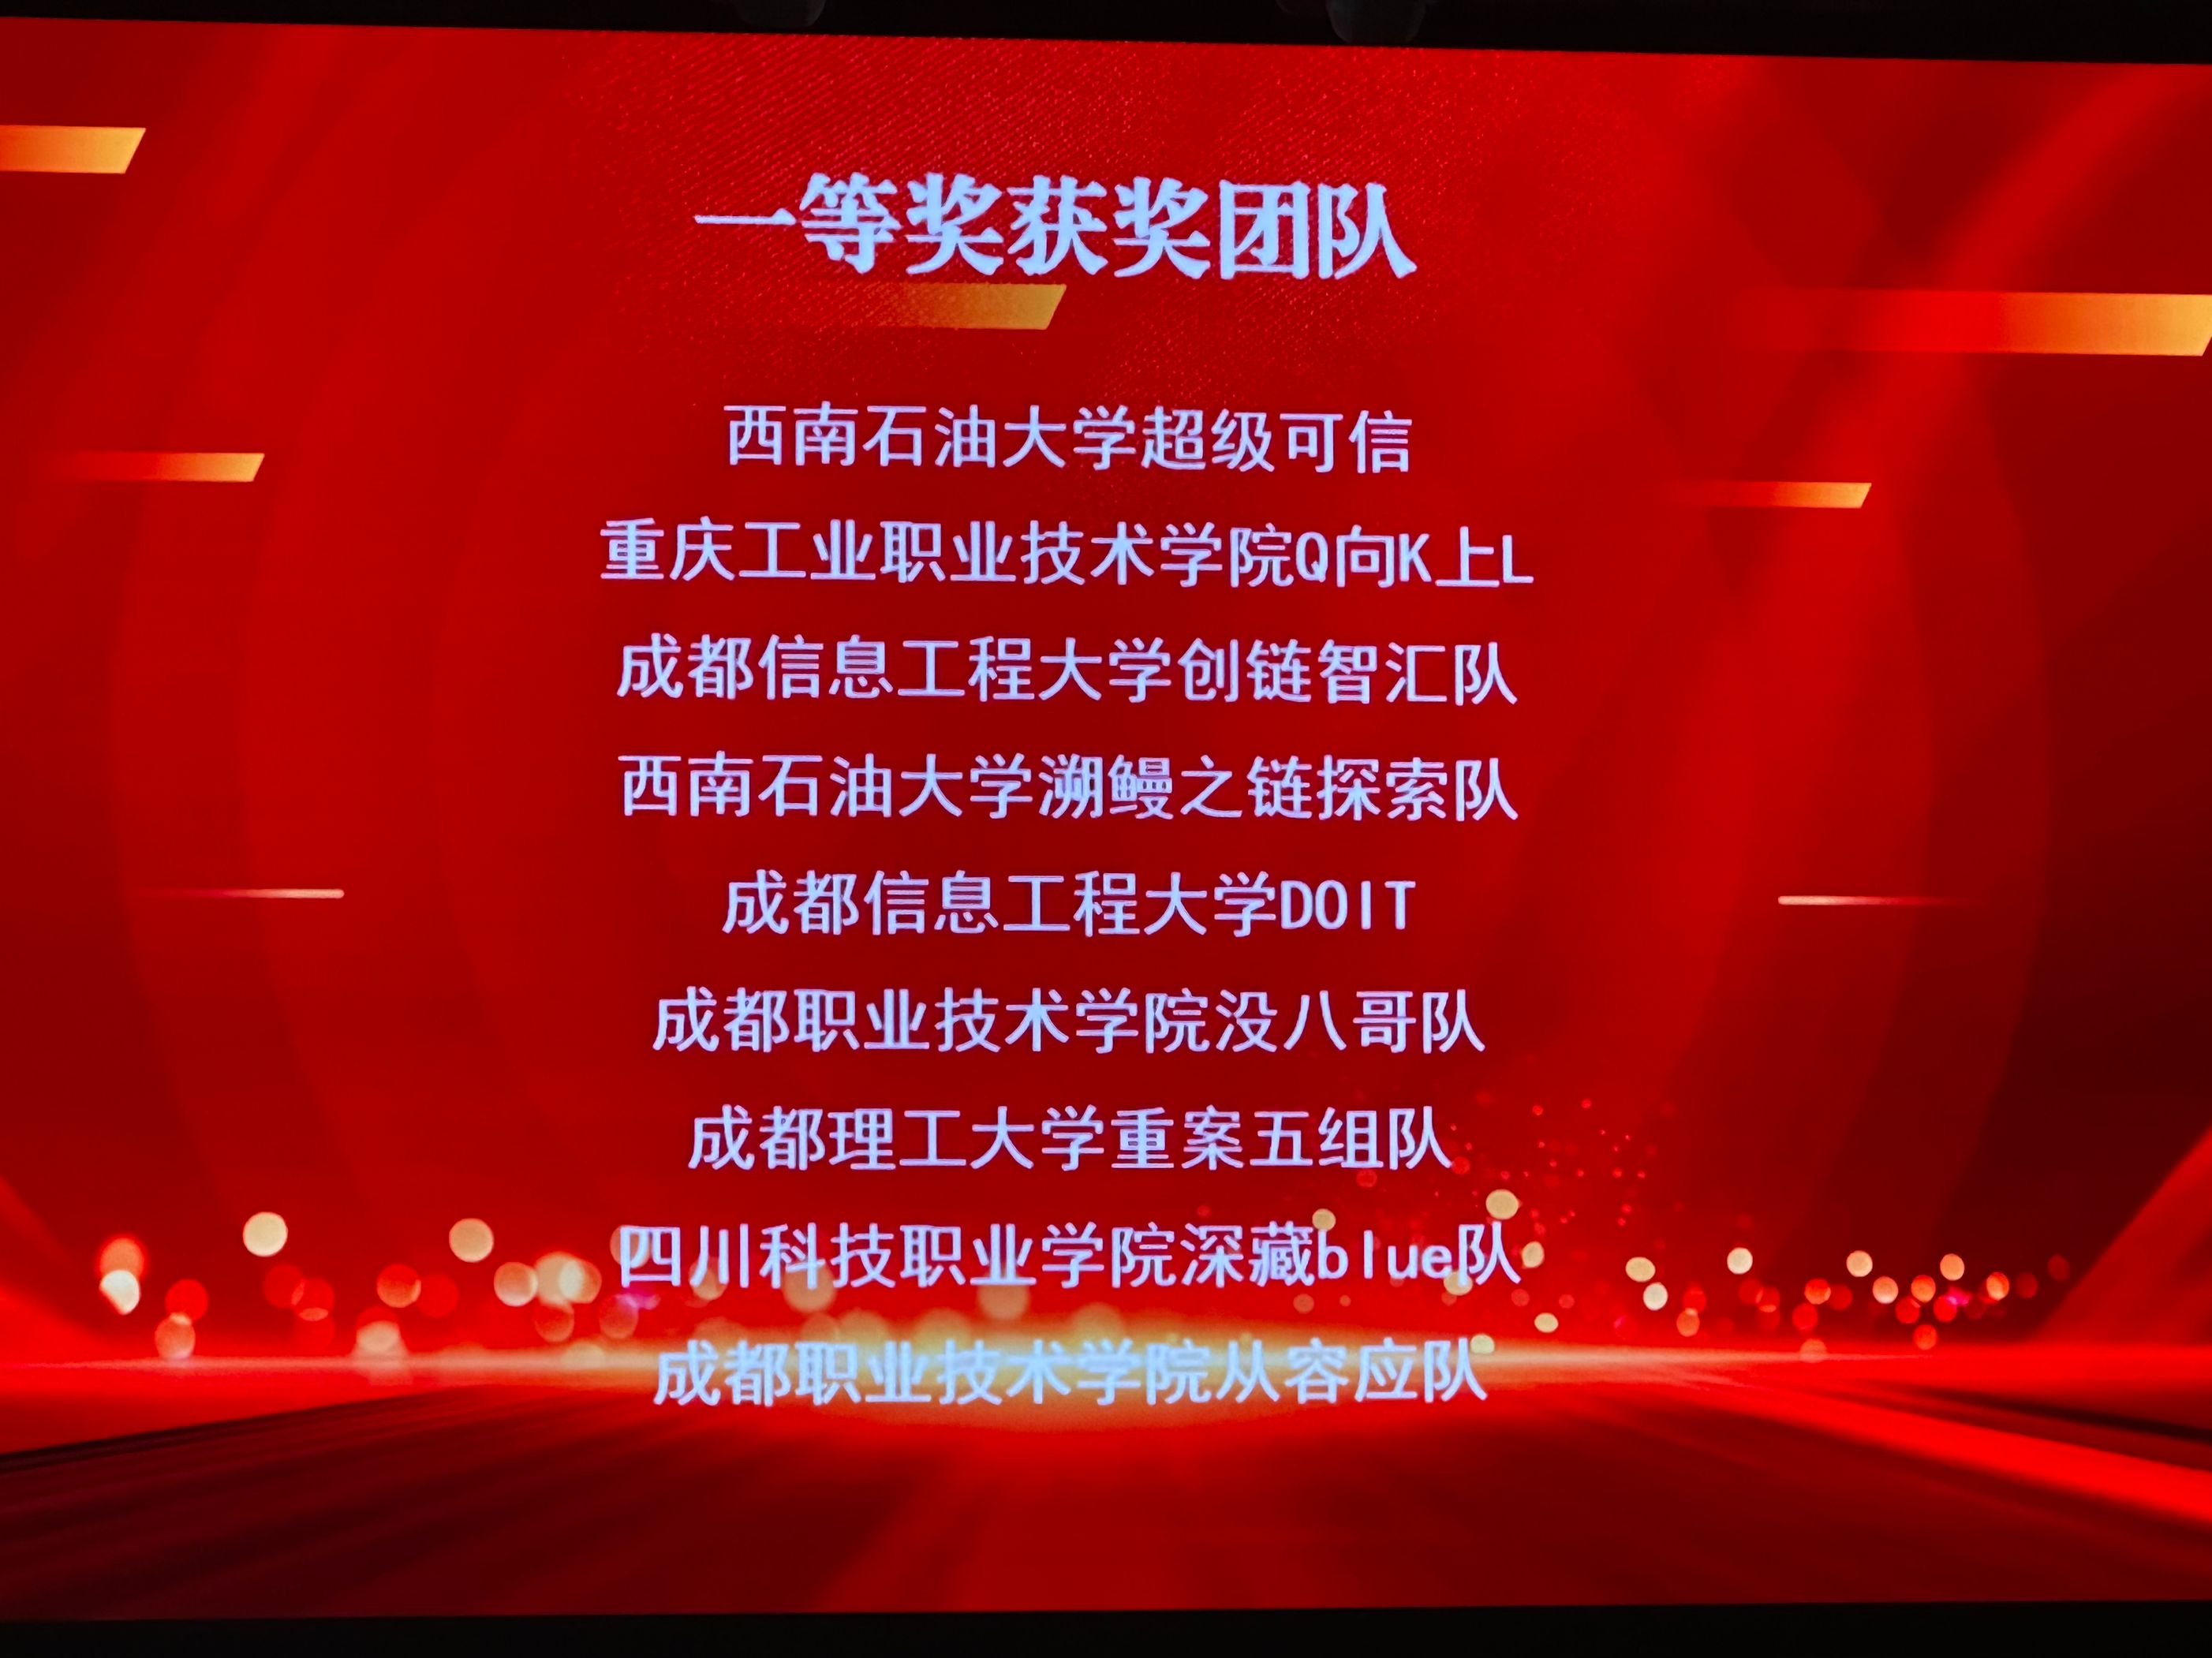 一等奖获奖团队
西南石油大学超级可信
重庆工业职业技术学院Q向K上L
成都信息工程大学创链智汇队
西南石油大学溯鳗之链探索队
成都信息工程大学DOIT
成都职业技术学院没八哥队
成都理工大学重案五组队
四川科技职业学院深藏blue队
成都职业技术学院从容应队